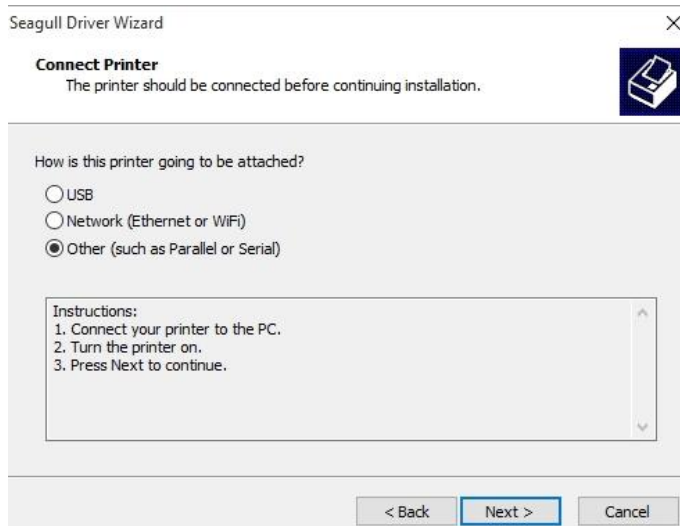 Seagull Driver Wizard
Connect Printer
The printer should be connected before continuing installation.
How is this printer going to be attached?
USB
Network (Ethernet or WiFi)
Other (such as Parallel or Serial)
Instructions:
1. Connect your printer to the PC.
2. Turn the printer on.
3. Press Next to continue.
< Back Next > Cancel